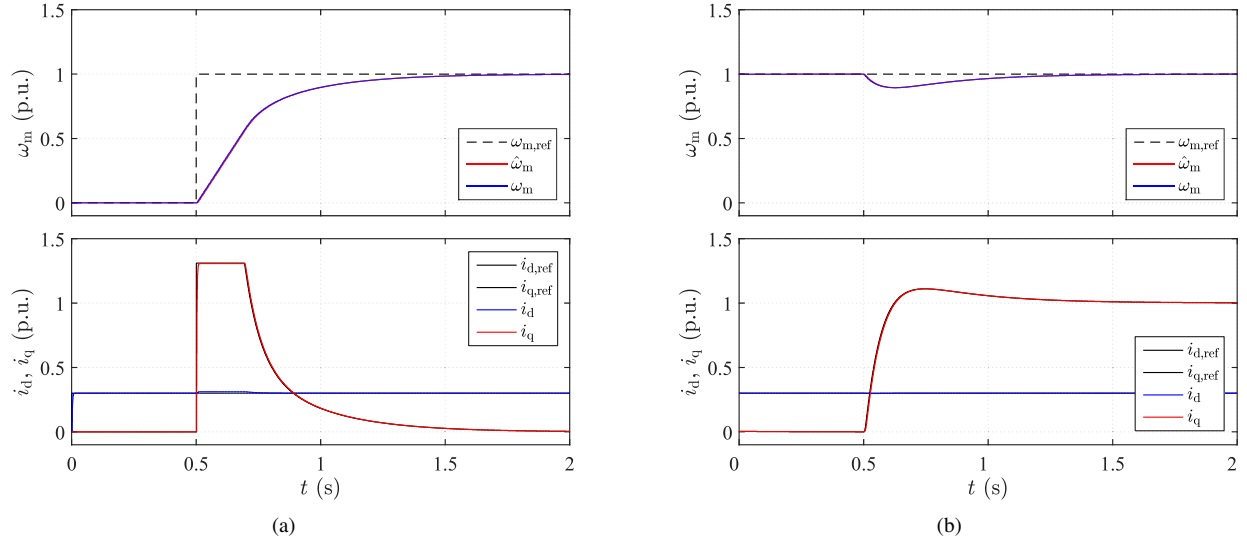 1.5
1
0.5
0
ω_m (p.u.)
ω_m,ref
ω̂_m
ω_m
1.5
1
0.5
0
i_d, i_q (p.u.)
i_d,ref
i_q,ref
i_d
i_q
0 0.5 1 1.5 2
t (s)
(a)
1.5
1
0.5
0
ω_m (p.u.)
ω_m,ref
ω̂_m
ω_m
1.5
1
0.5
0
i_d, i_q (p.u.)
i_d,ref
i_q,ref
i_d
i_q
0 0.5 1 1.5 2
t (s)
(b)